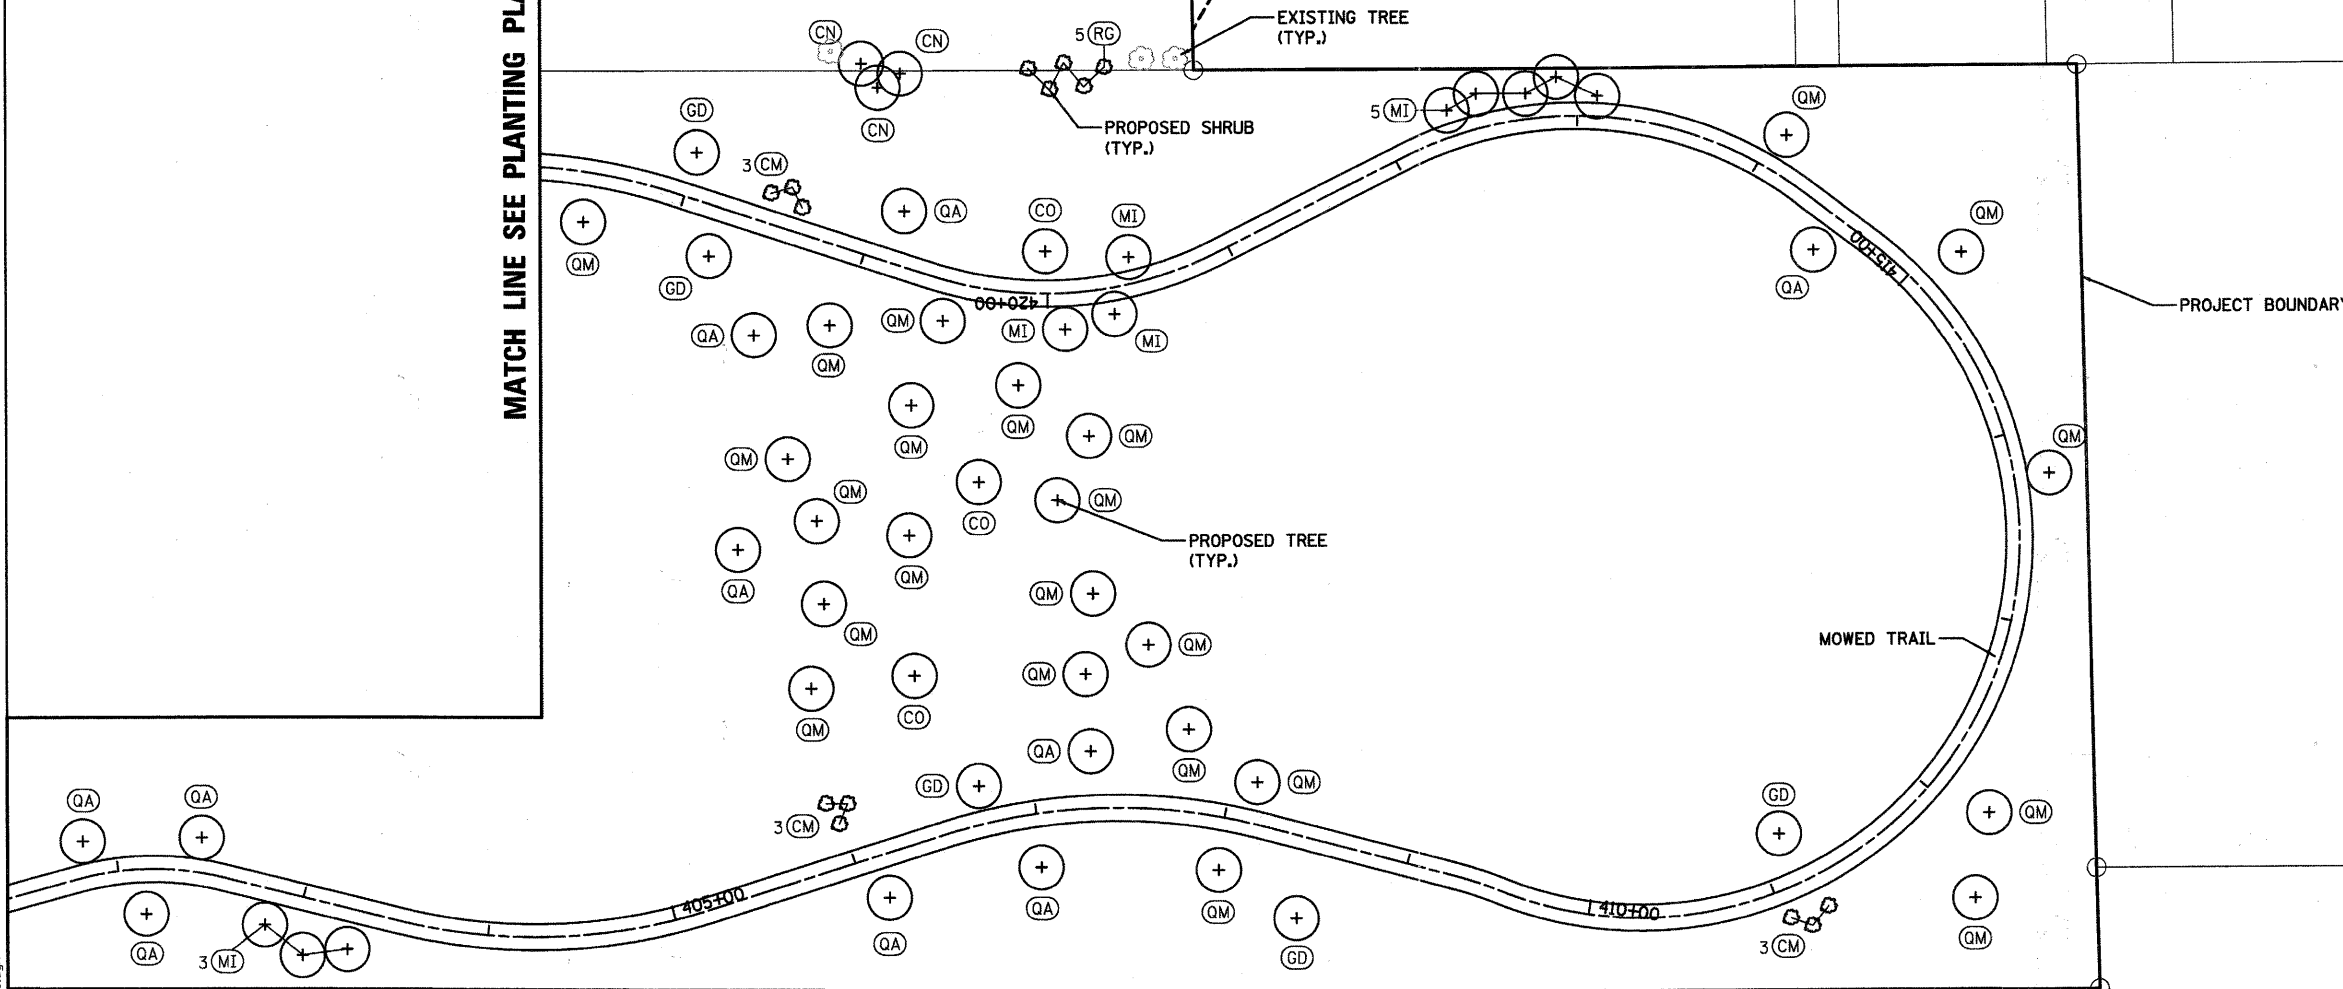 MATCH LINE SEE PLANTING PLA
EXISTING TREE
(TYP.)
CN
CN
CN
5 RG
PROPOSED SHRUB
(TYP.)
5 MI
QM
GD
3 CM
QA
CO
MI
QM
QM
GD
QA
420+00
415+00
PROJECT BOUNDARY
QA
QM
QM
MI
MI
QM
QM
QM
QM
QM
QM
CO
QM
PROPOSED TREE
(TYP.)
QA
QM
QM
QM
QM
QM
MOWED TRAIL
QM
CO
QA
QM
QA
QA
GD
QM
GD
QM
3 CM
405+00
410+00
QA
3 MI
QA
QA
QM
GD
3 CM
QM